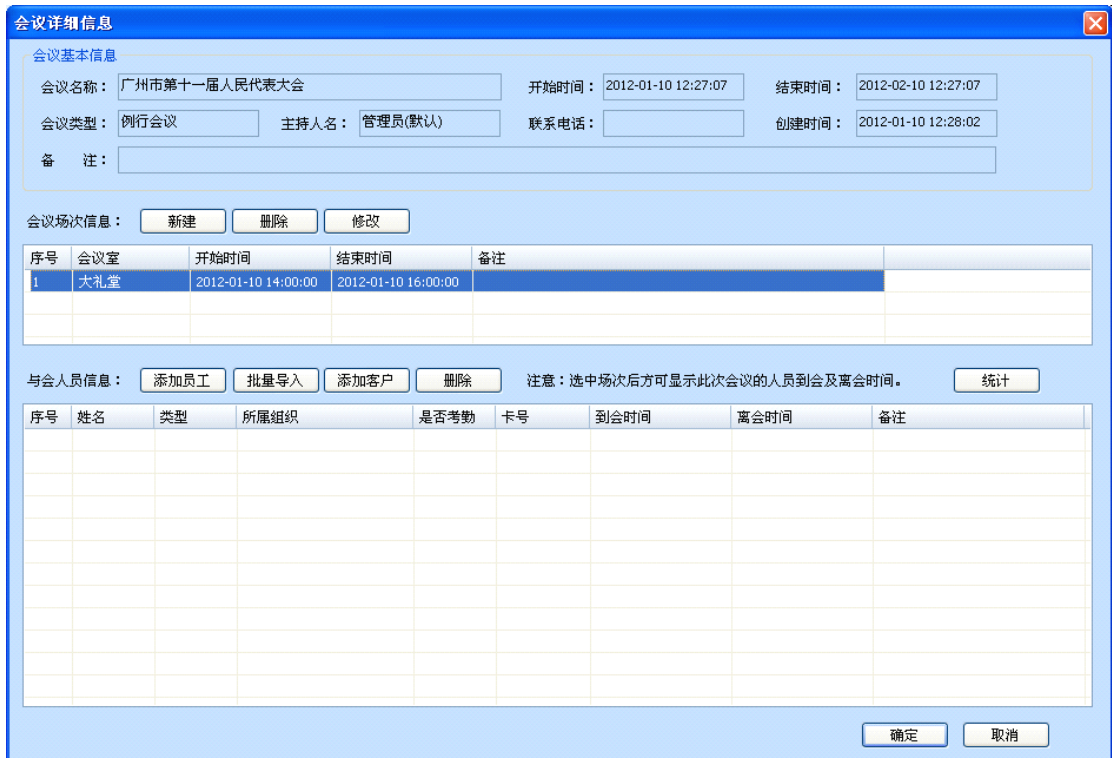 会议详细信息
会议基本信息
会议名称： 广州市第十一届人民代表大会 开始时间： 2012-01-10 12:27:07 结束时间： 2012-02-10 12:27:07
会议类型： 例行会议 主持人名： 管理员(默认) 联系电话： 创建时间： 2012-01-10 12:28:02
备 注：
会议场次信息： 新建 删除 修改
序号 会议室 开始时间 结束时间 备注
1 大礼堂 2012-01-10 14:00:00 2012-01-10 16:00:00
与会人员信息： 添加员工 批量导入 添加客户 删除 注意：选中场次后方可显示此次会议的人员到会及离会时间。 统计
序号 姓名 类型 所属组织 是否考勤 卡号 到会时间 离会时间 备注
确定 取消